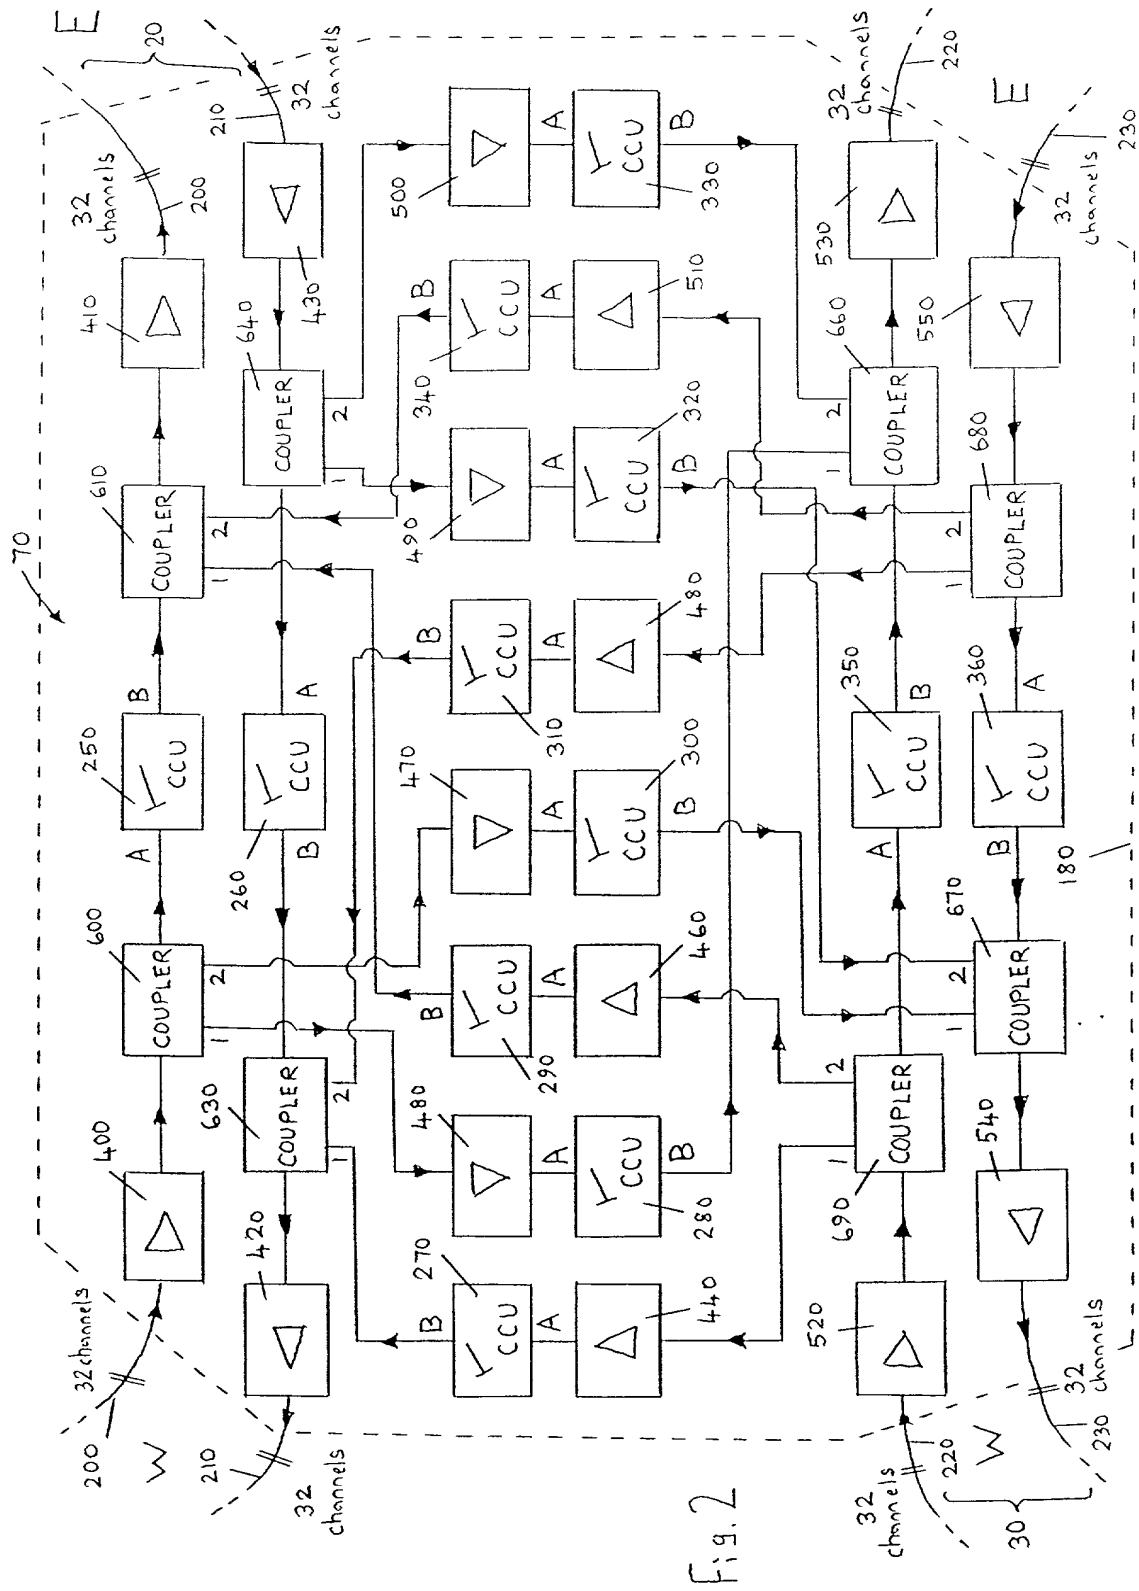 Fig. 2
70
E
20
W
200
32 channels
400
600
COUPLER
1
2
A
250
CCU
B
610
COUPLER
1
2
410
32
channels
200
210
32
channels
420
630
COUPLER
1
2
260
CCU
B
A
640
COUPLER
1
2
430
210
32
channels
270
CCU
B
A
440
480
A
CCU
B
280
B
CCU
290
A
460
470
A
CCU
300
B
B
CCU
310
A
480
490
A
CCU
320
B
B
CCU
340
A
510
500
A
CCU
330
B
32
channels
220
520
690
COUPLER
1
2
A
350
CCU
B
660
COUPLER
1
2
530
32
channels
220
E
W
30
230
32
channels
540
670
COUPLER
1
2
B
360
CCU
A
680
COUPLER
1
2
550
32
channels
230
180